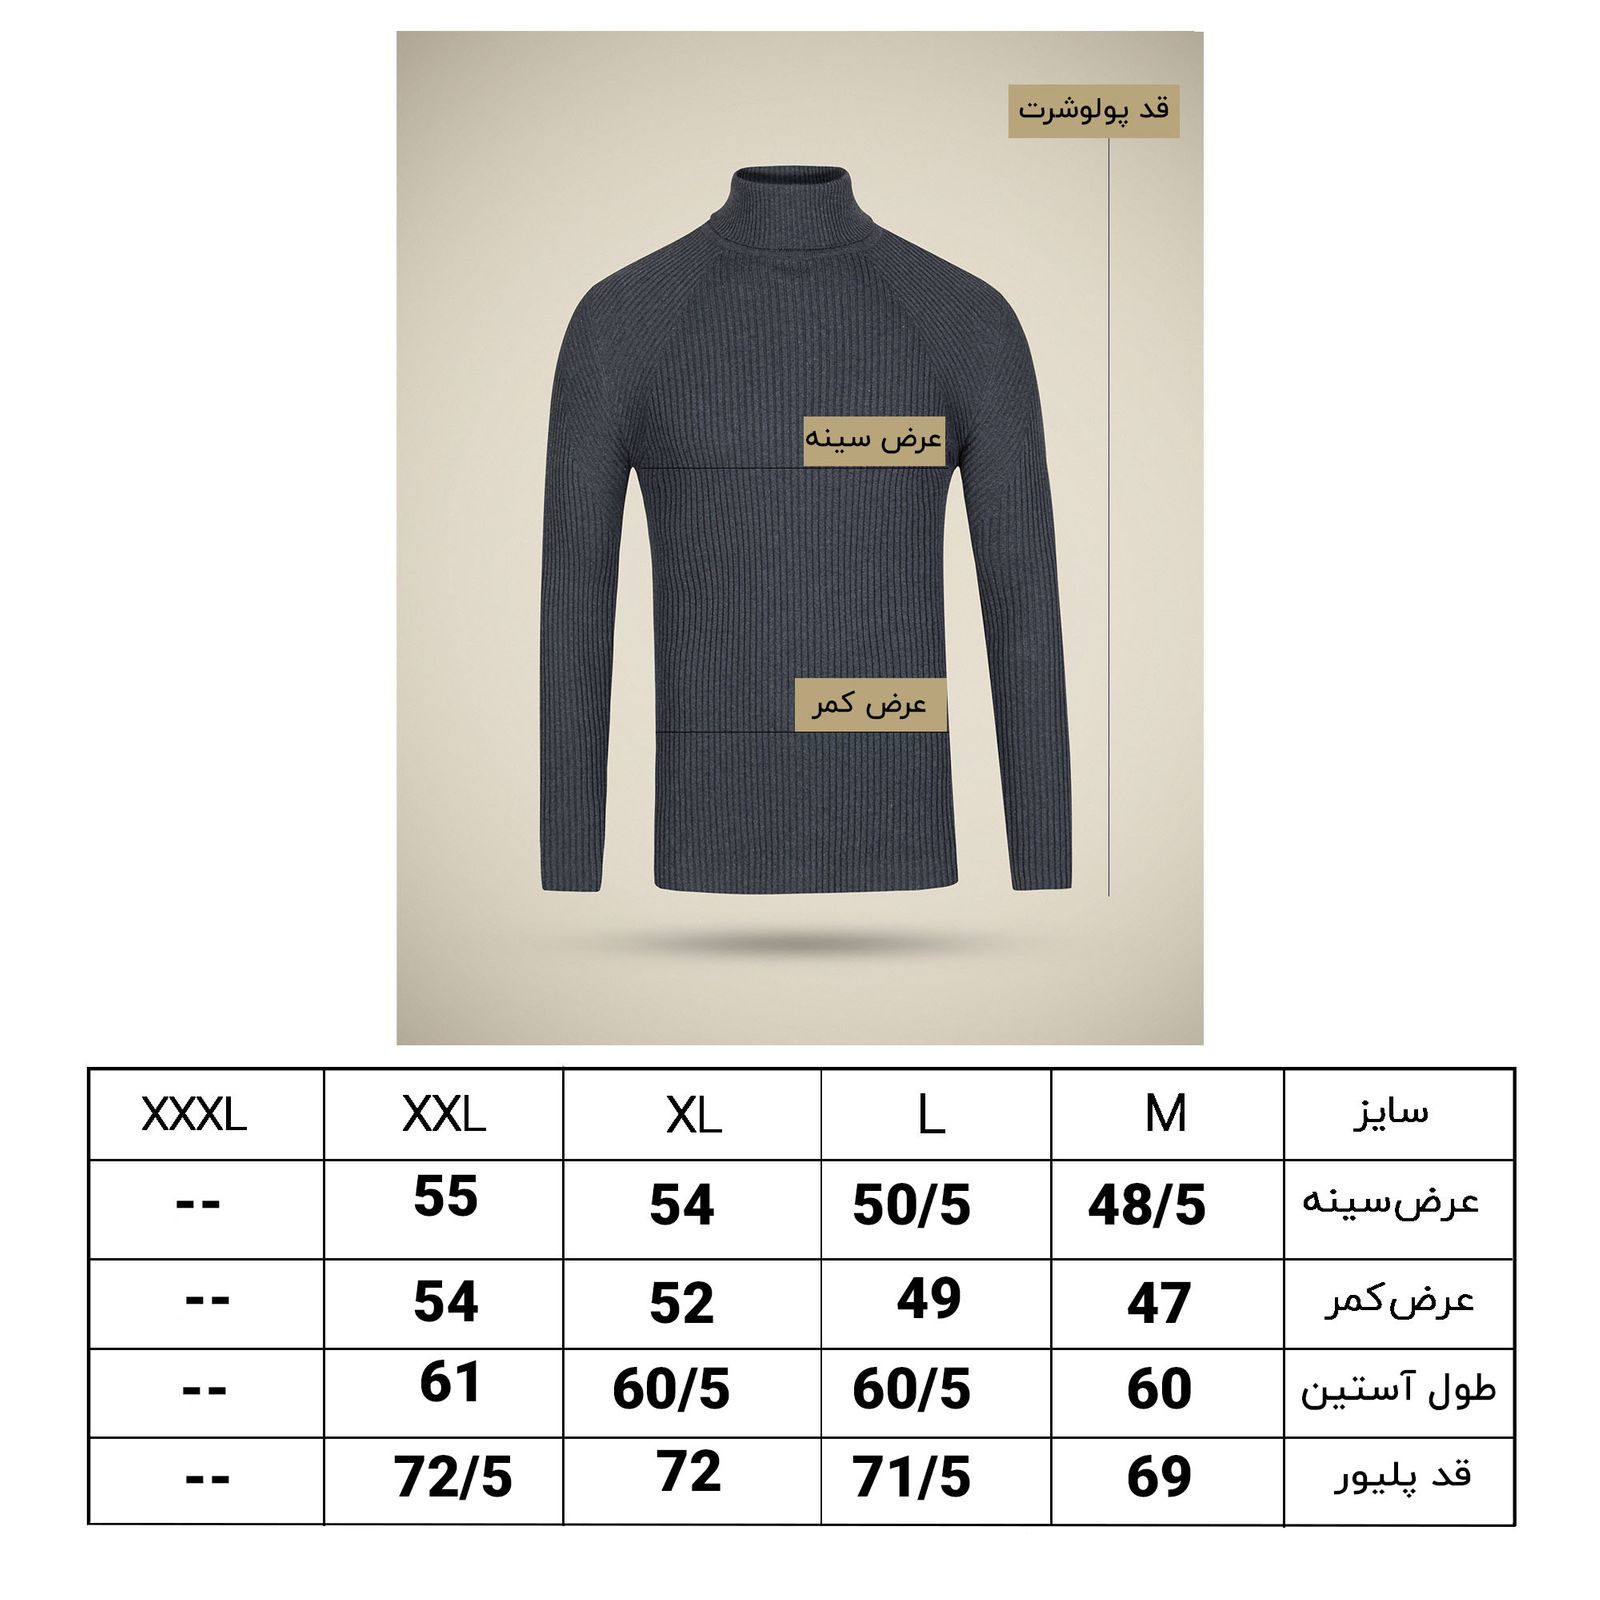 قد پولوشرت
عرض سینه
عرض کمر
سایز M L XL XXL XXXL
عرض‌سینه 48/5 50/5 54 55 --
عرض‌کمر 47 49 52 54 --
طول آستین 60 60/5 60/5 61 --
قد پلیور 69 71/5 72 72/5 --